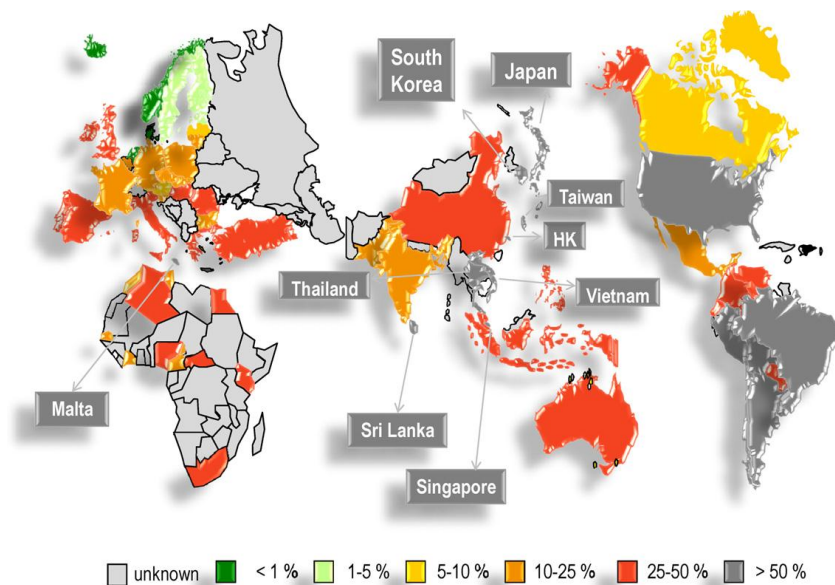 South
Korea
Japan
Taiwan
HK
Thailand
Vietnam
Malta
Sri Lanka
Singapore
unknown < 1 % 1-5 % 5-10 % 10-25 % 25-50 % > 50 %